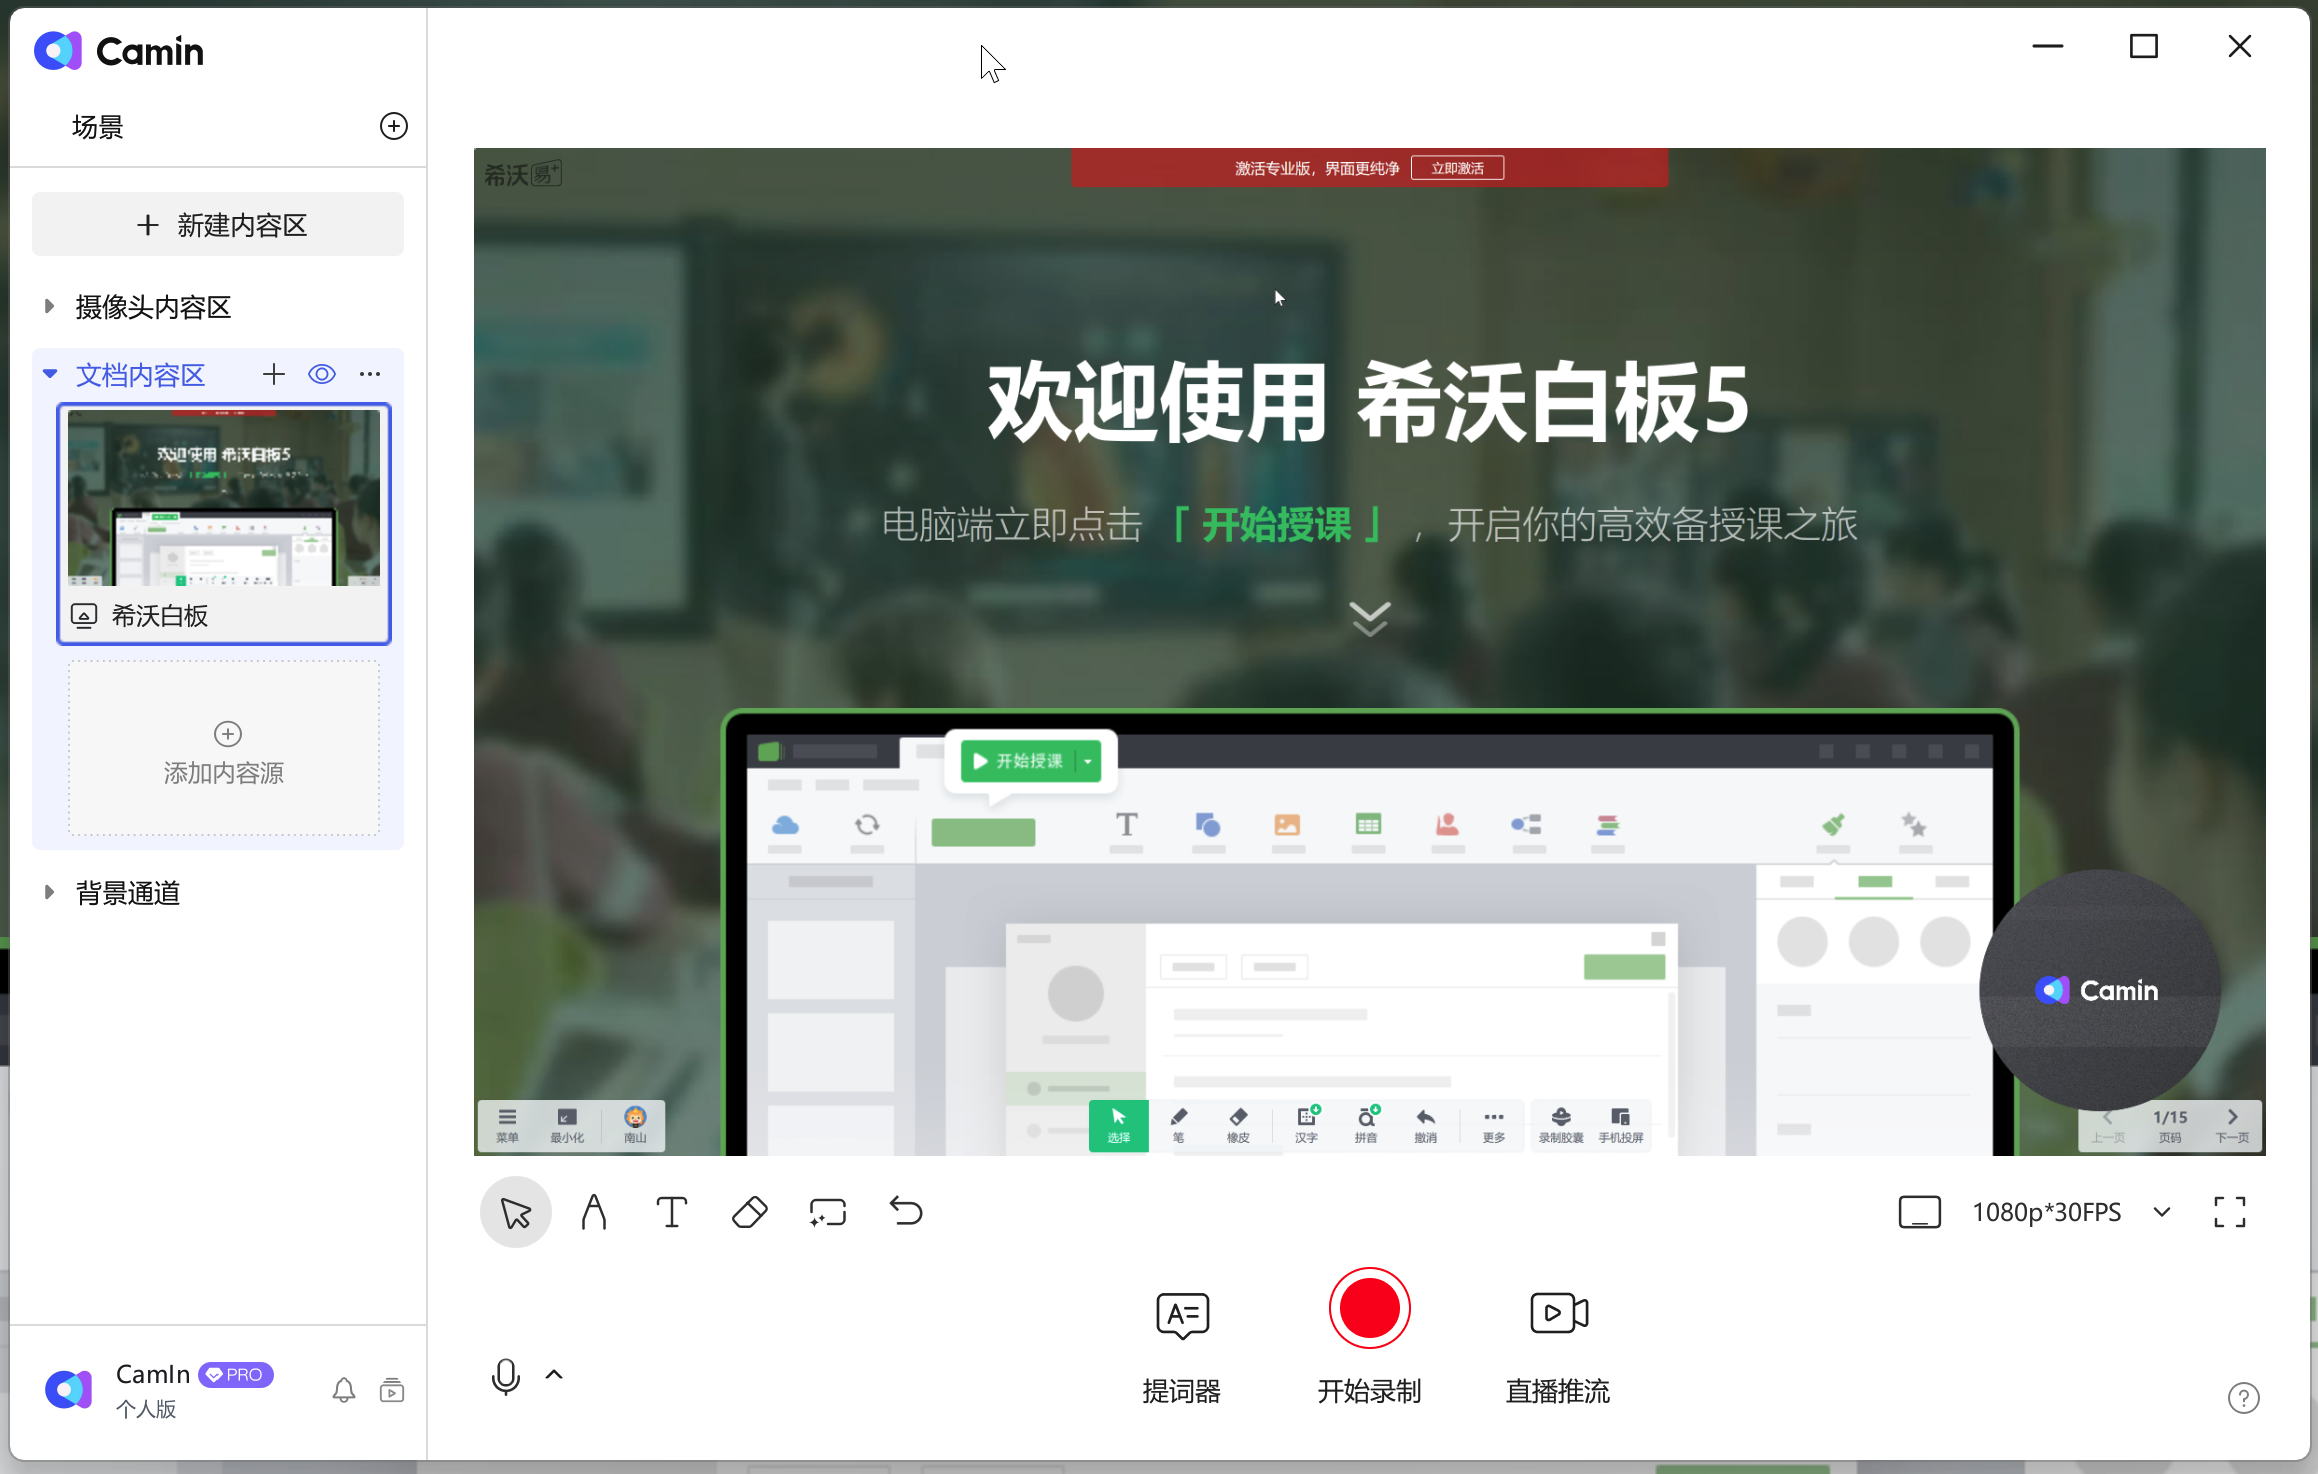 Camin
场景
新建内容区
摄像头内容区
文档内容区
欢迎使用 希沃白板5
希沃白板
添加内容源
背景通道
CamIn PRO
个人版
希沃易+
激活专业版，界面更纯净 立即激活
欢迎使用 希沃白板5
电脑端立即点击 「开始授课」 ，开启你的高效备授课之旅
开始授课
T
Camin
菜单 最小化 南山
选择 笔 橡皮 汉字 拼音 撤消 更多 录制胶囊 手机投屏
1/15
上一页 页码 下一页
1080p*30FPS
提词器
开始录制
直播推流